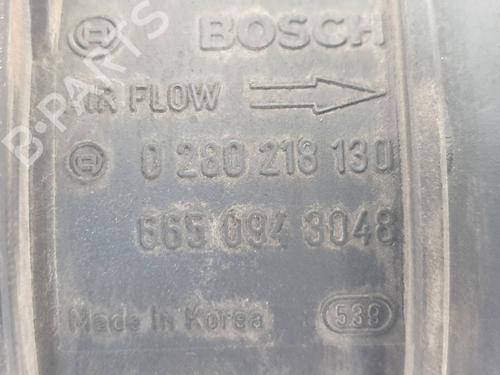 BOSCH
AIR FLOW
0 280 218 130
665 094 3048
Made in Korea 539
B-PARTS